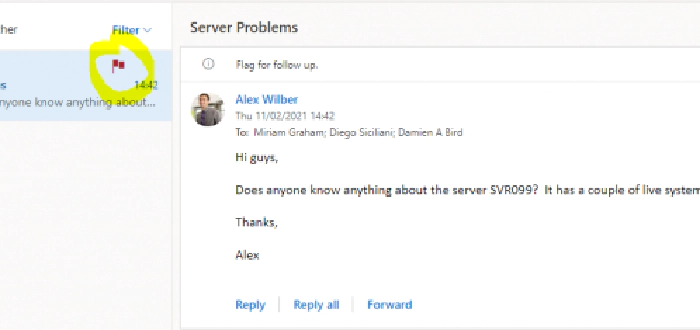 her
Filter
Server Problems
s
14:42
nyone know anything about...
Flag for follow up.
Alex Wilber
Thu 11/02/2021 14:42
To: Miriam Graham; Diego Siciliani; Damien A Bird
Hi guys,
Does anyone know anything about the server SVR099? It has a couple of live system
Thanks,
Alex
Reply
Reply all
Forward